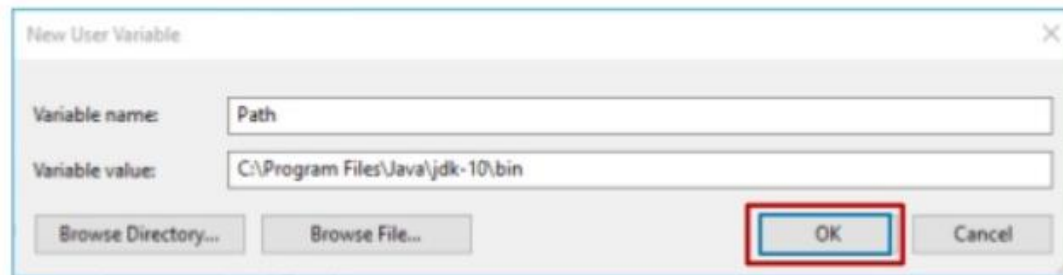 New User Variable
Variable name: Path
Variable value: C:\Program Files\Java\jdk-10\bin
Browse Directory... Browse File... OK Cancel